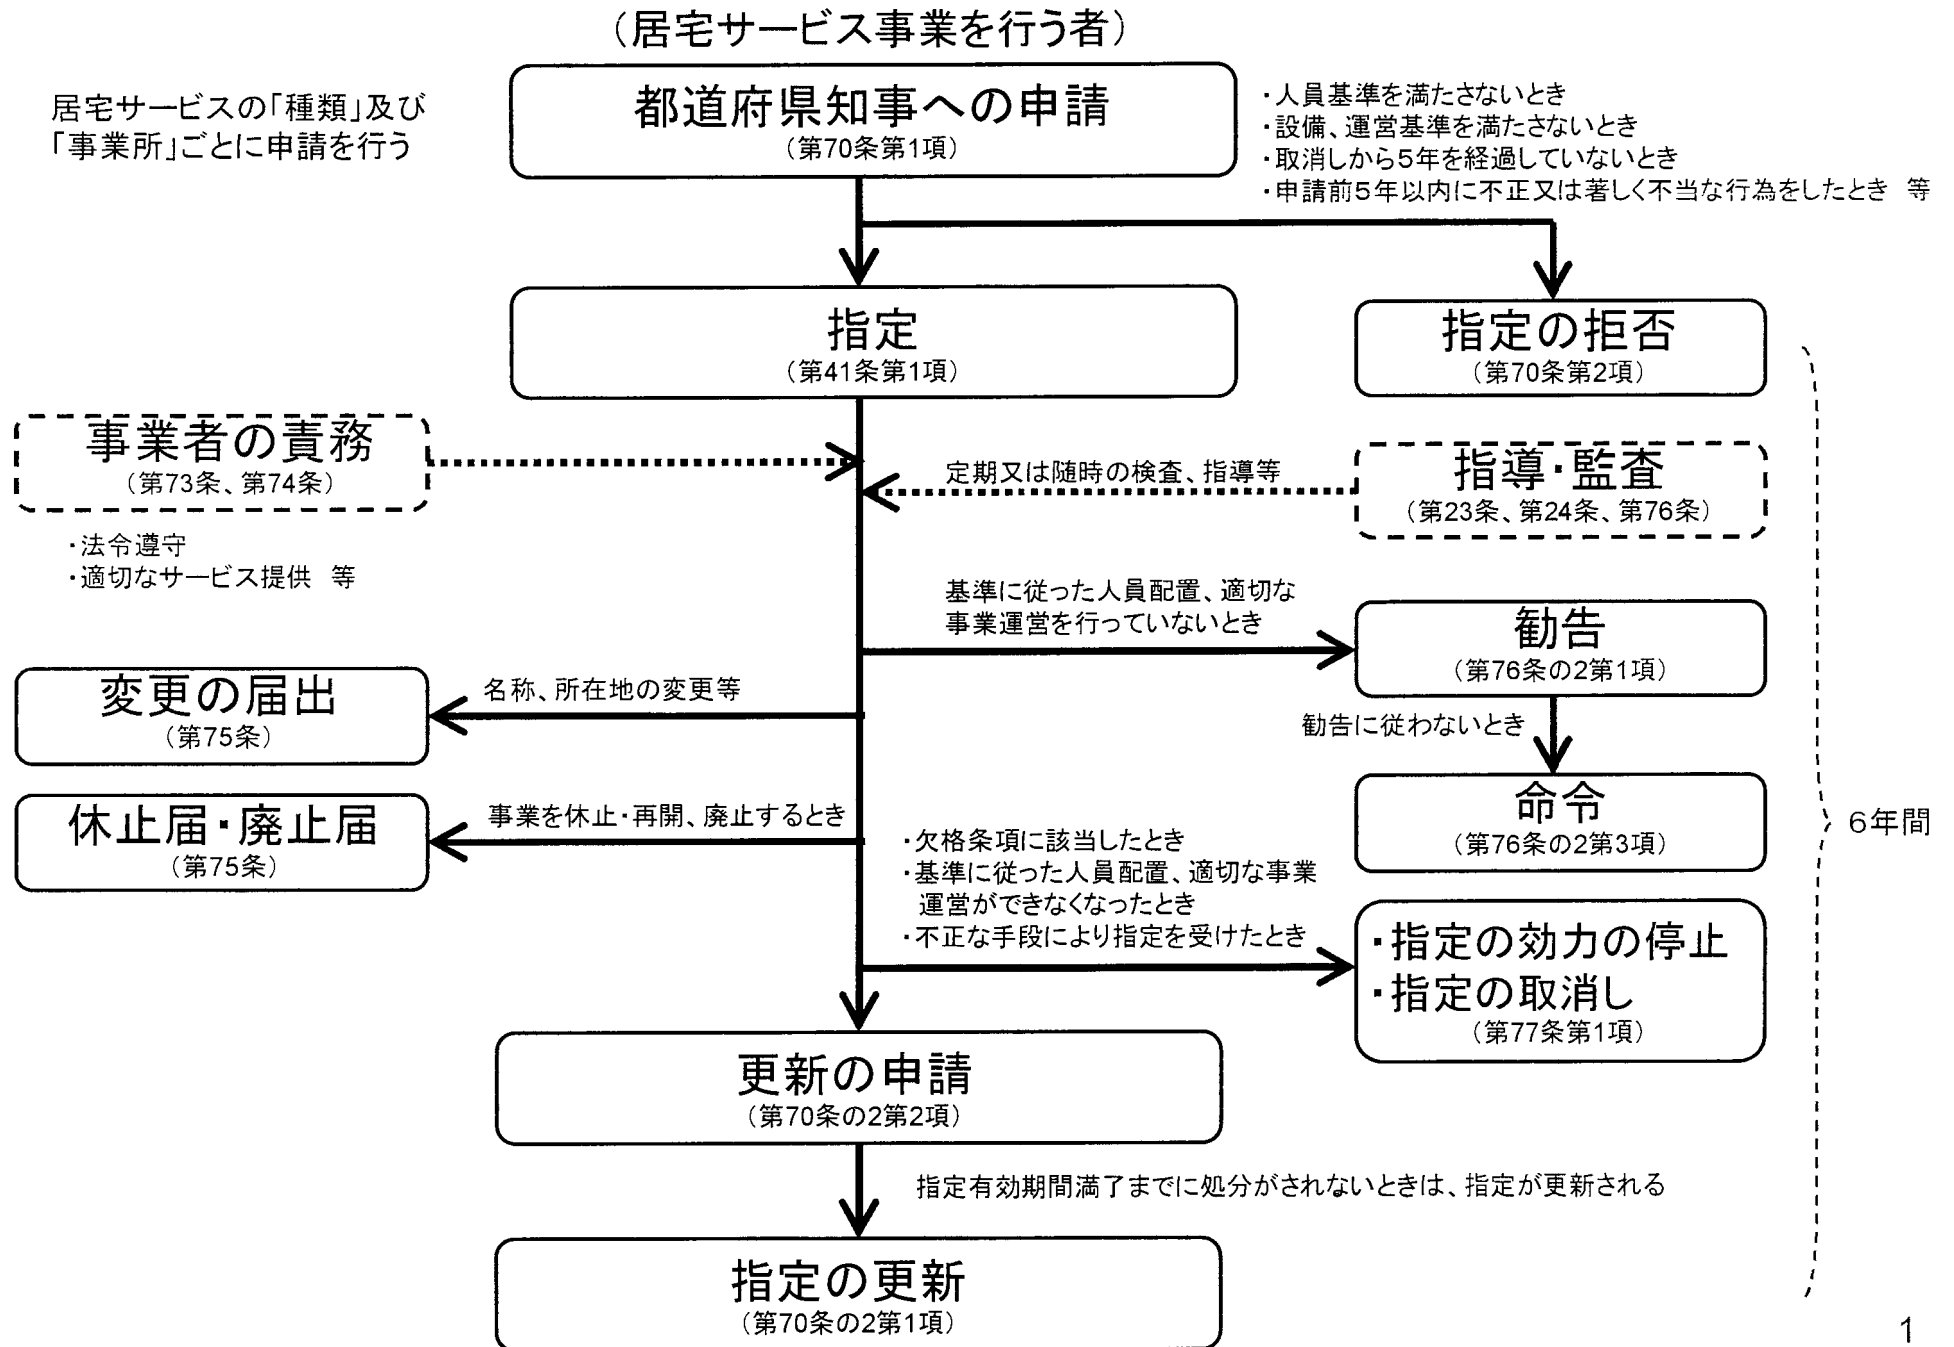 （居宅サービス事業を行う者）
居宅サービスの「種類」及び
「事業所」ごとに申請を行う
都道府県知事への申請
（第70条第1項）
・人員基準を満たさないとき
・設備、運営基準を満たさないとき
・取消しから5年を経過していないとき
・申請前5年以内に不正又は著しく不当な行為をしたとき 等
指定
（第41条第1項）
指定の拒否
（第70条第2項）
事業者の責務
（第73条、第74条）
・法令遵守
・適切なサービス提供 等
定期又は随時の検査、指導等
指導・監査
（第23条、第24条、第76条）
基準に従った人員配置、適切な
事業運営を行っていないとき
勧告
（第76条の2第1項）
変更の届出
（第75条）
名称、所在地の変更等
勧告に従わないとき
命令
（第76条の2第3項）
6年間
休止届・廃止届
（第75条）
事業を休止・再開、廃止するとき
・欠格条項に該当したとき
・基準に従った人員配置、適切な事業
運営ができなくなったとき
・不正な手段により指定を受けたとき
・指定の効力の停止
・指定の取消し
（第77条第1項）
更新の申請
（第70条の2第2項）
指定有効期間満了までに処分がされないときは、指定が更新される
指定の更新
（第70条の2第1項）
1